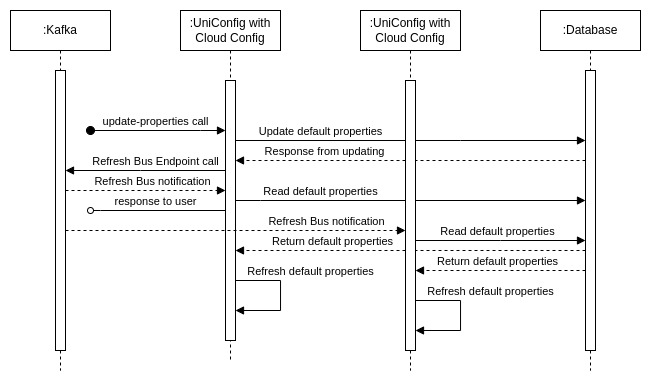 :Kafka
:UniConfig with
Cloud Config
:UniConfig with
Cloud Config
:Database
update-properties call
Update default properties
Response from updating
Refresh Bus Endpoint call
Refresh Bus notification
Read default properties
response to user
Refresh Bus notification
Read default properties
Return default properties
Return default properties
Refresh default properties
Refresh default properties